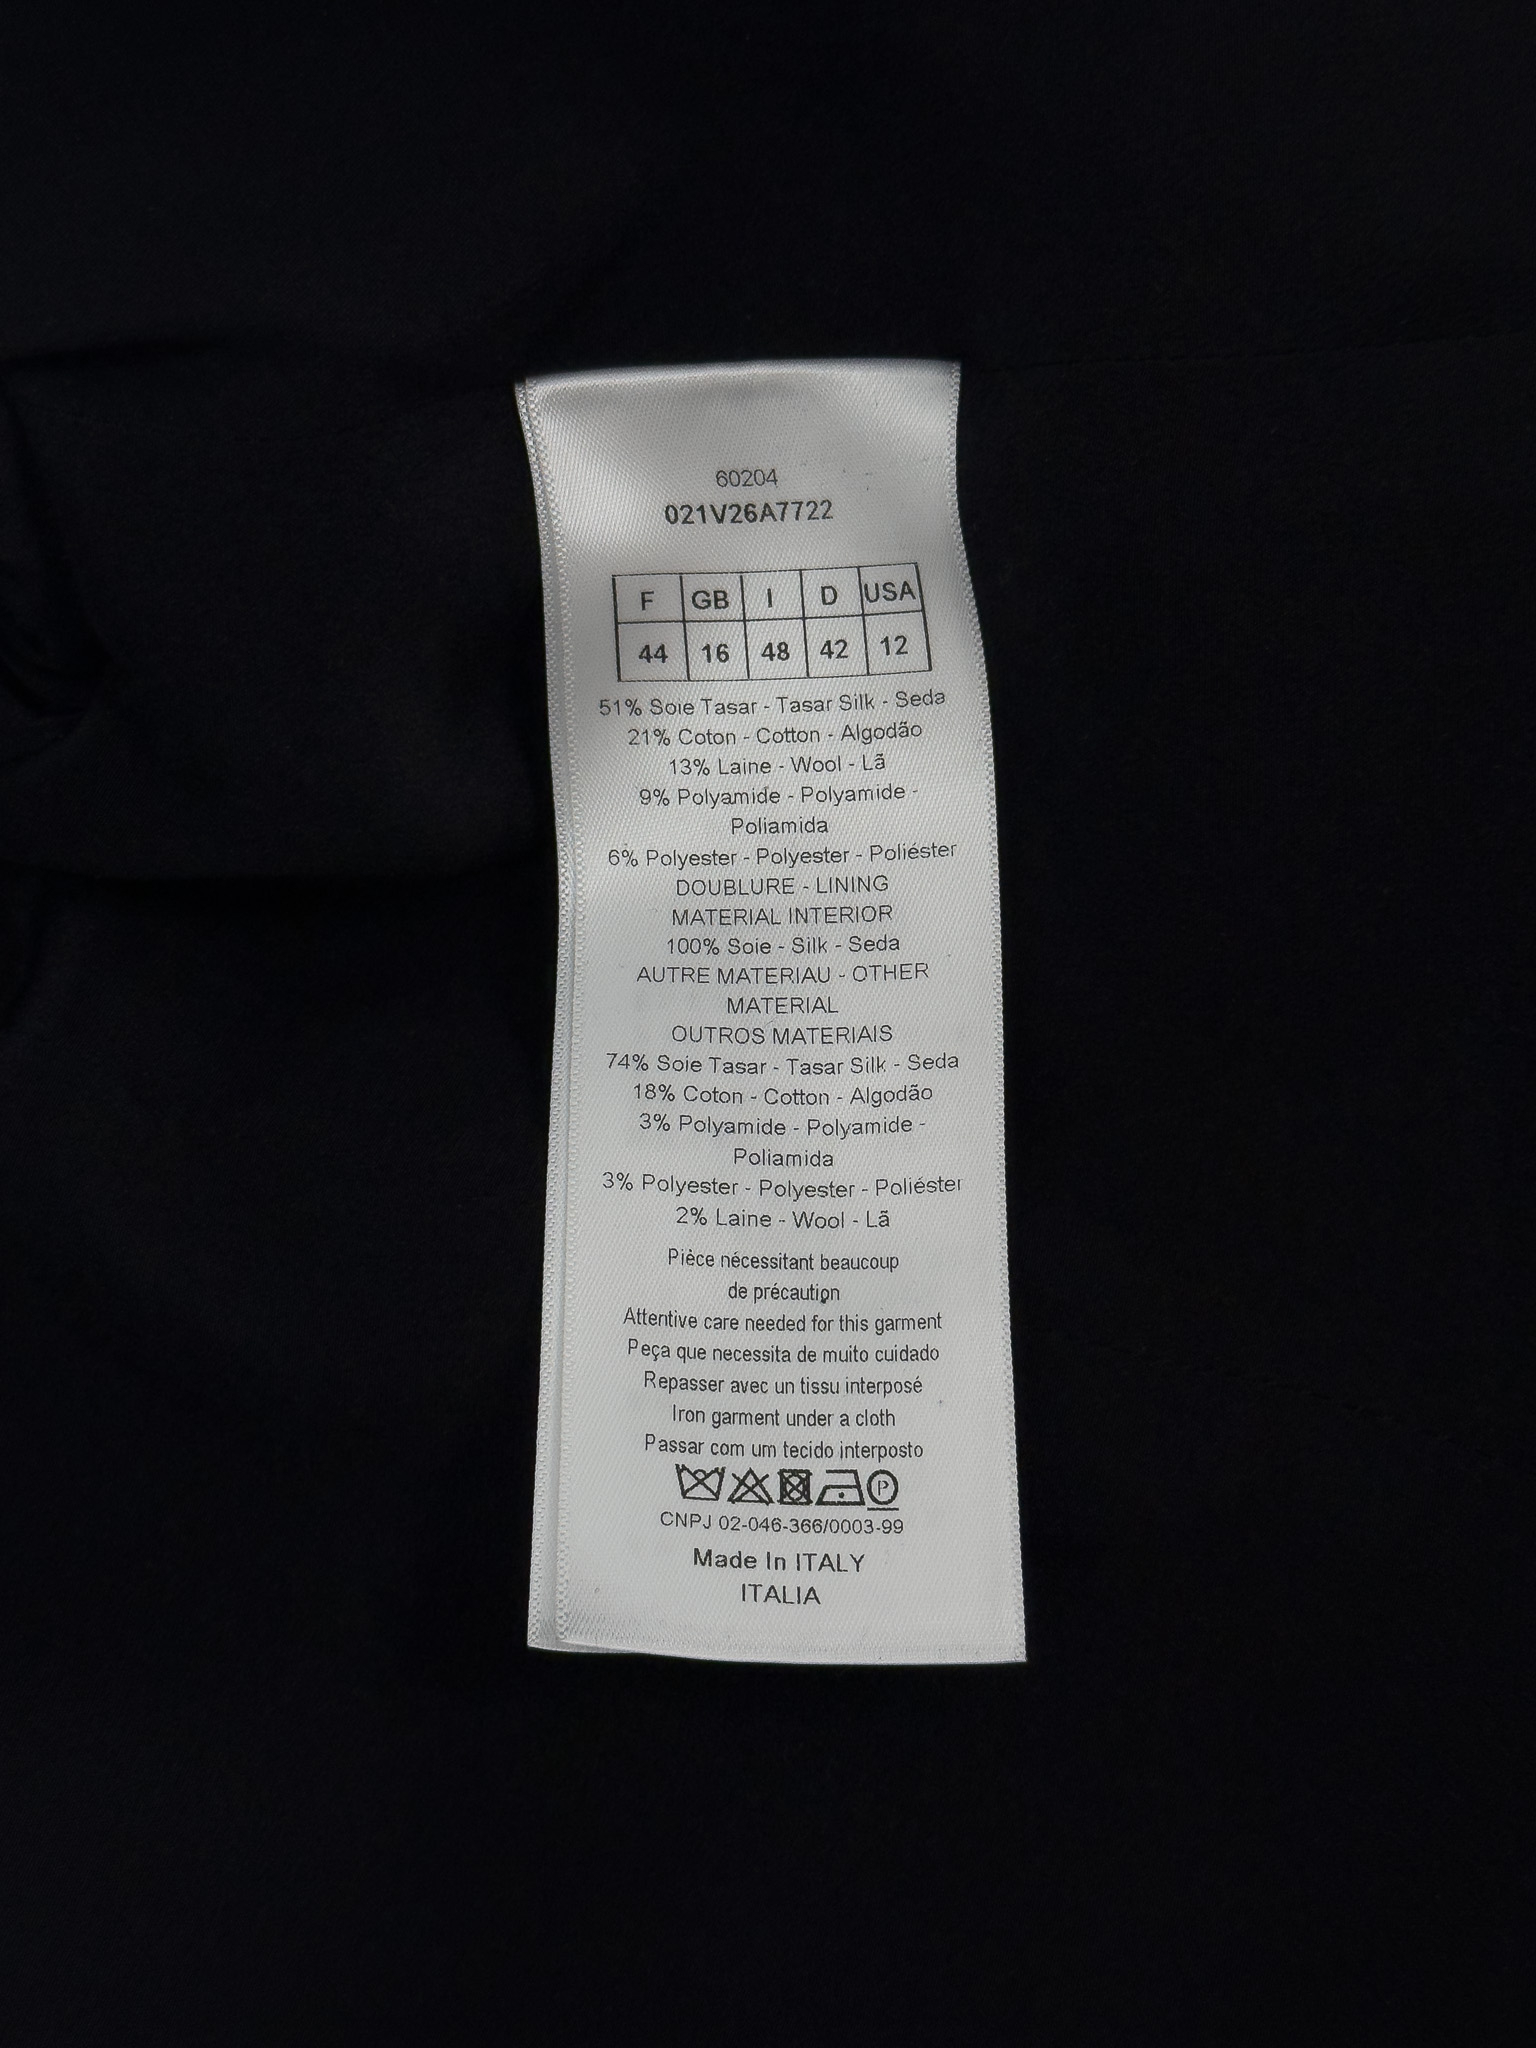 60204
021V26A7722
F GB I D USA
44 16 48 42 12
51% Soie Tasar - Tasar Silk - Seda
21% Coton - Cotton - Algodão
13% Laine - Wool - Lã
9% Polyamide - Polyamide -
Poliamida
6% Polyester - Polyester - Poliéster
DOUBLURE - LINING
MATERIAL INTERIOR
100% Soie - Silk - Seda
AUTRE MATERIAU - OTHER
MATERIAL
OUTROS MATERIAIS
74% Soie Tasar - Tasar Silk - Seda
18% Coton - Cotton - Algodão
3% Polyamide - Polyamide -
Poliamida
3% Polyester - Polyester - Poliéster
2% Laine - Wool - Lã
Pièce nécessitant beaucoup
de précaution
Attentive care needed for this garment
Peça que necessita de muito cuidado
Repasser avec un tissu interposé
Iron garment under a cloth
Passar com um tecido interposto
P
CNPJ 02-046-366/0003-99
Made In ITALY
ITALIA